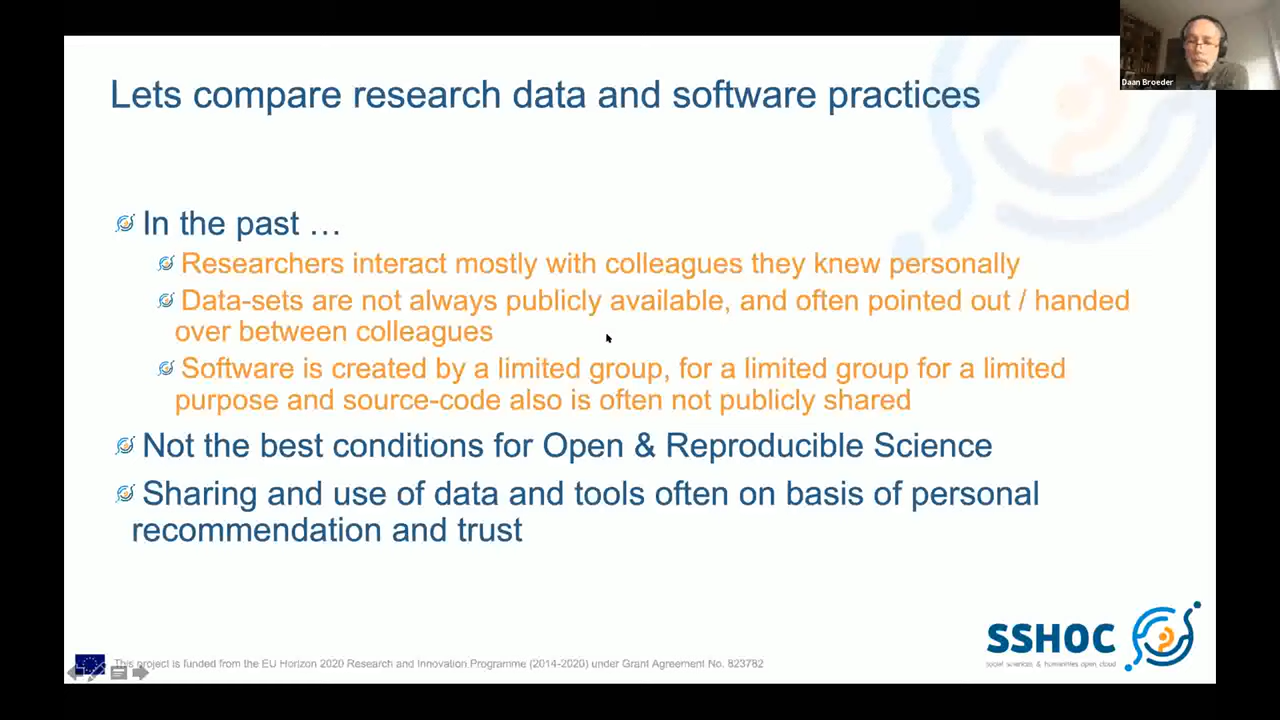 Daan Broeder
Lets compare research data and software practices
In the past …
Researchers interact mostly with colleagues they knew personally
Data-sets are not always publicly available, and often pointed out / handed
over between colleagues
Software is created by a limited group, for a limited group for a limited
purpose and source-code also is often not publicly shared
Not the best conditions for Open & Reproducible Science
Sharing and use of data and tools often on basis of personal
recommendation and trust
SSHOC
social sciences & humanities open cloud
This project is funded from the EU Horizon 2020 Research and Innovation Programme (2014-2020) under Grant Agreement No. 823782